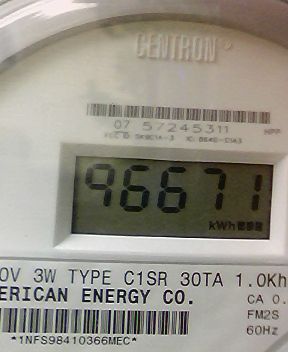 CENTRON®
07 57245311
96671
kWh
0V 3W TYPE C1SR 30TA 1.0Kh
ERICAN ENERGY CO.
CA 0.
FM2S
60Hz
*1NFS98410366MEC*